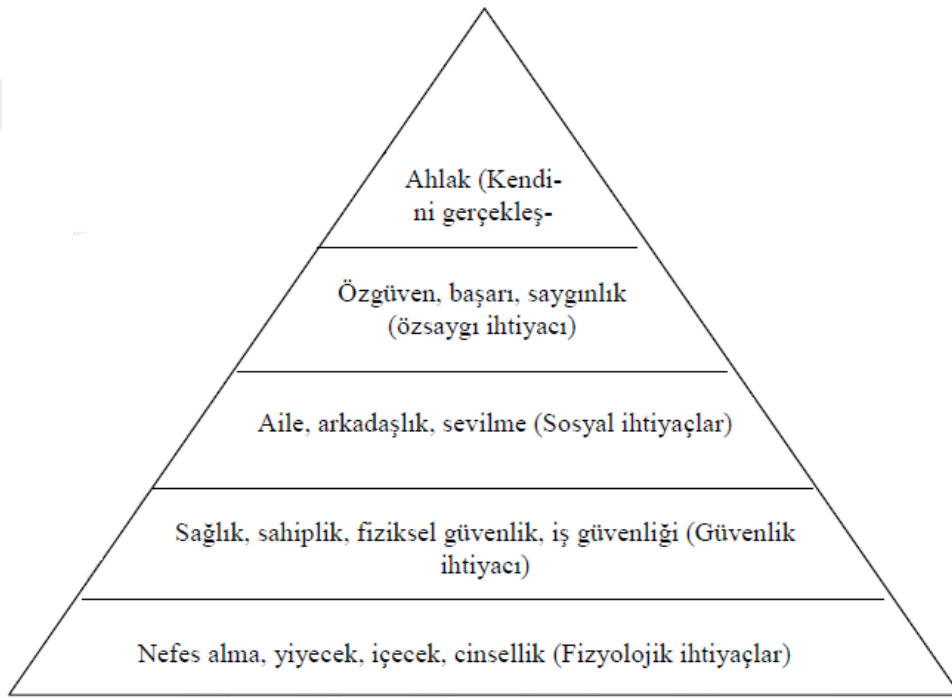 Ahlak (Kendi-
ni gerçekleş-
Özgüven, başarı, saygınlık
(özsaygı ihtiyacı)
Aile, arkadaşlık, sevilme (Sosyal ihtiyaçlar)
Sağlık, sahiplik, fiziksel güvenlik, iş güvenliği (Güvenlik
ihtiyacı)
Nefes alma, yiyecek, içecek, cinsellik (Fizyolojik ihtiyaçlar)